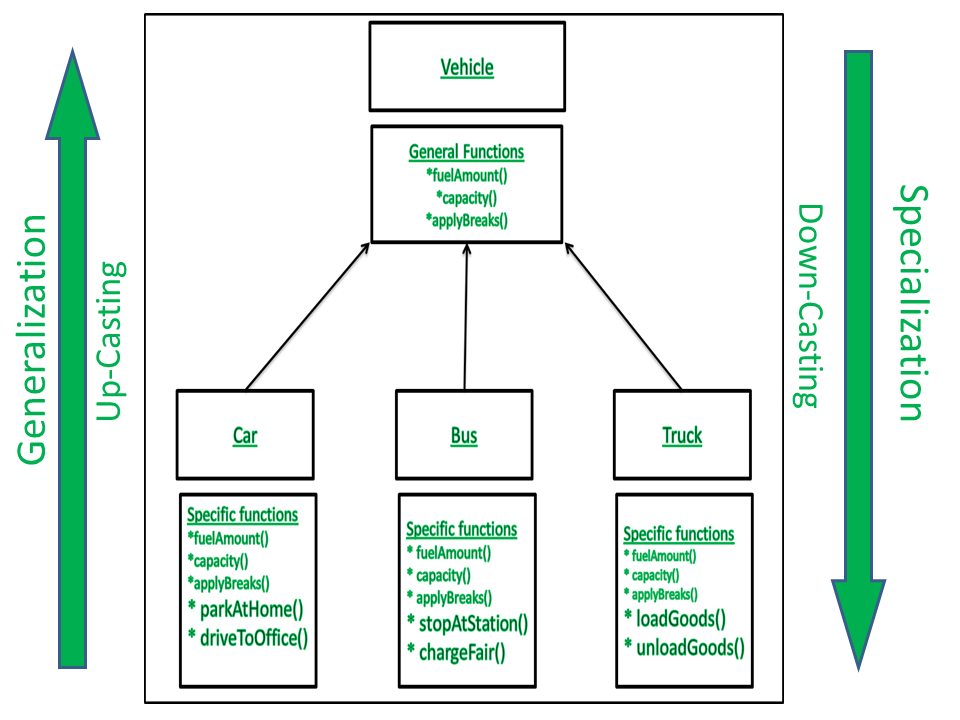 Vehicle
General Functions
*fuelAmount()
*capacity()
*applyBreaks()
Generalization
Up-Casting
Down-Casting
Specialization
Car
Specific functions
*fuelAmount()
*capacity()
*applyBreaks()
* parkAtHome()
* driveToOffice()
Bus
Specific functions
* fuelAmount()
* capacity()
* applyBreaks()
* stopAtStation()
* chargeFair()
Truck
Specific functions
* fuelAmount()
* capacity()
* applyBreaks()
* loadGoods()
* unloadGoods()